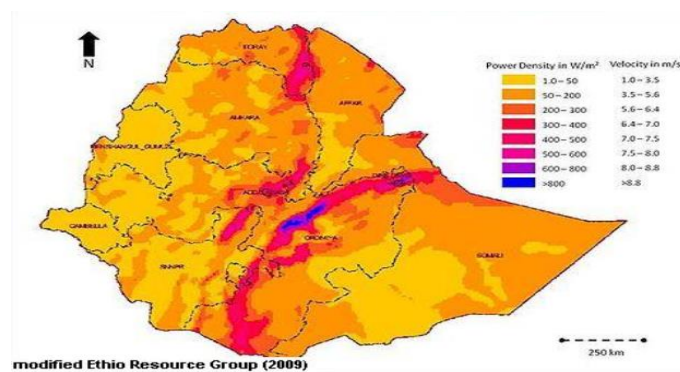 N
TIGRAY
AFFAR
AMHARA
BENSHANGUL_GUMUZ
GAMBULLA
SNNPR
OROMIYA
SOMALI
Power Density in W/m² Velocity in m/s
1.0-50 1.0-3.5
50-200 3.5-5.6
200-300 5.6-6.4
300-400 6.4-7.0
400-500 7.0-7.5
500-600 7.5-8.0
600-800 8.0-8.8
>800 >8.8
250 km
modified Ethio Resource Group (2009)